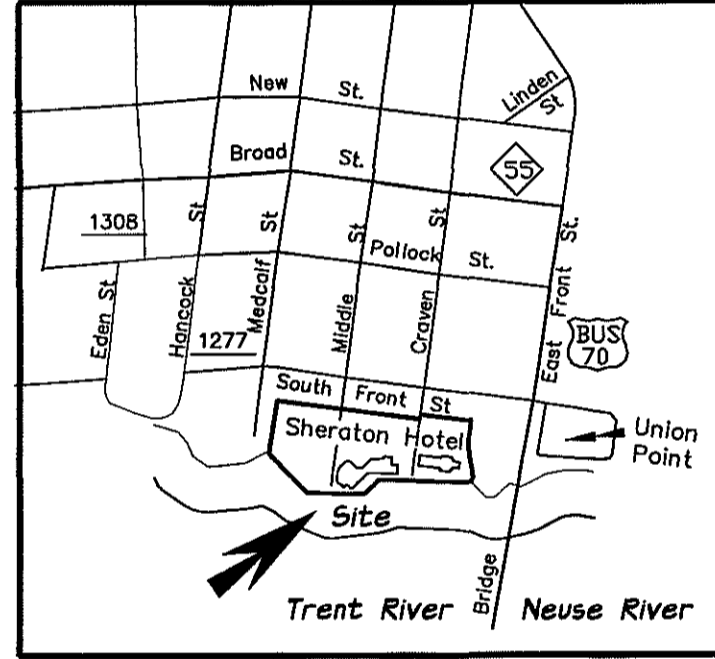 New St.
Linden St
Broad St.
55
1308
St
St
St
St
Pollock St.
East Front St.
Eden St
Hancock
Medcalf
Middle
Craven
1277
BUS 70
South Front St
Sheraton Hotel
Union Point
Site
Bridge
Trent River
Neuse River